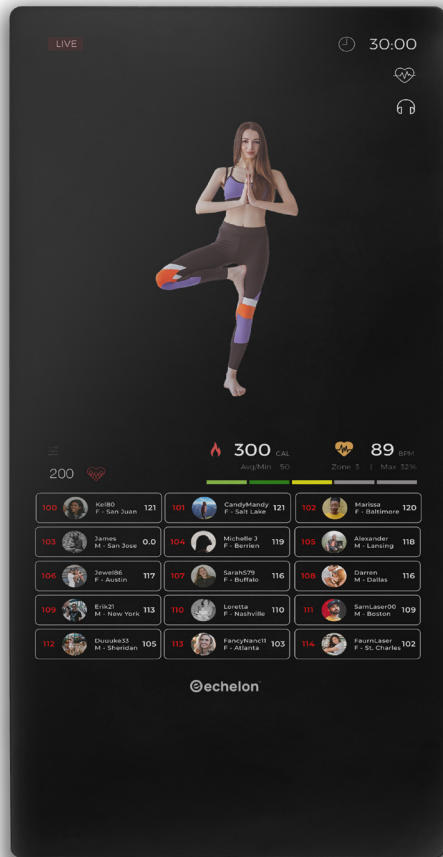 LIVE
30:00
300 CAL
89 BPM
Avg/Min 50
Zone 3 | Max 32%
200
100 Kel80 121
F - San Juan
101 CandyMandy 121
F - Salt Lake
102 Marissa 120
F - Baltimore
103 James 0.0
M - San Jose
104 Michelle J 119
F - Berrien
105 Alexander 118
M - Lansing
106 Jewel86 117
F - Austin
107 Sarah579 116
F - Buffalo
108 Darren 116
M - Dallas
109 Erik21 113
M - New York
110 Loretta 110
F - Nashville
111 SamLaser00 109
M - Boston
112 Duuuke33 105
M - Sheridan
113 FancyNanc11 103
F - Atlanta
114 FaurnLaser 102
F - St. Charles
echelon